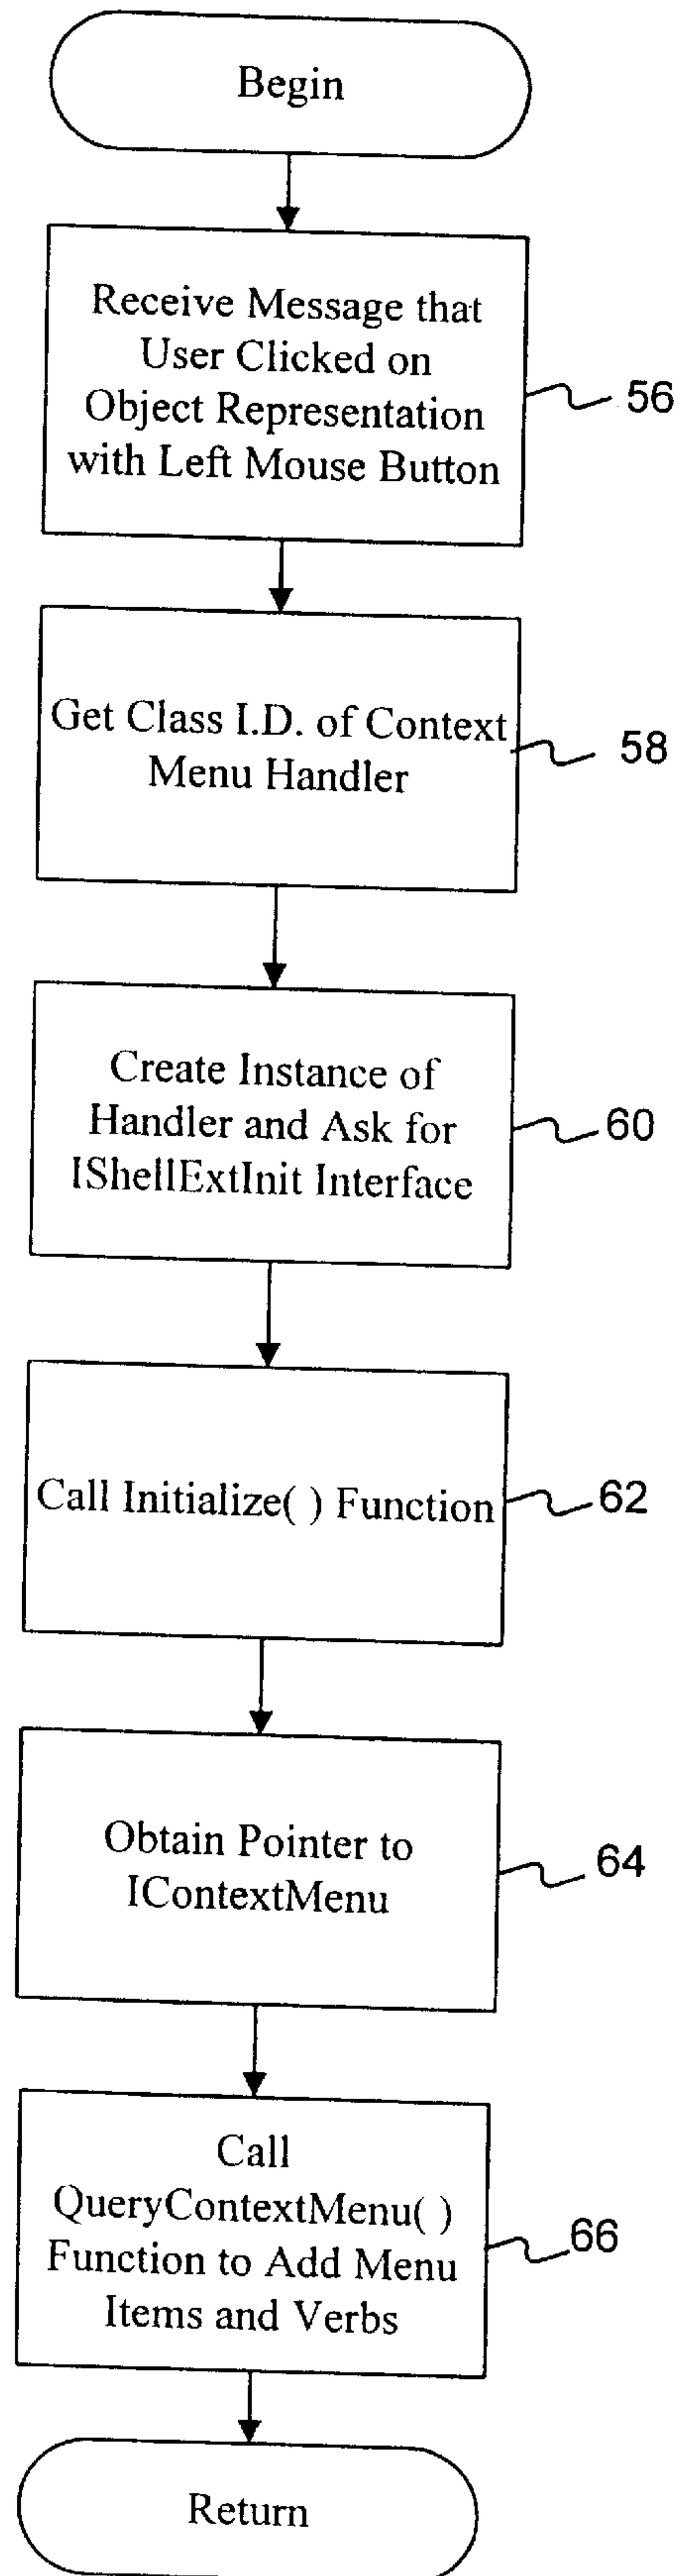 Begin
Receive Message that
User Clicked on
Object Representation
with Left Mouse Button
56
Get Class I.D. of Context
Menu Handler
58
Create Instance of
Handler and Ask for
IShellExtInit Interface
60
Call Initialize( ) Function
62
Obtain Pointer to
IContextMenu
64
Call
QueryContextMenu( )
Function to Add Menu
Items and Verbs
66
Return